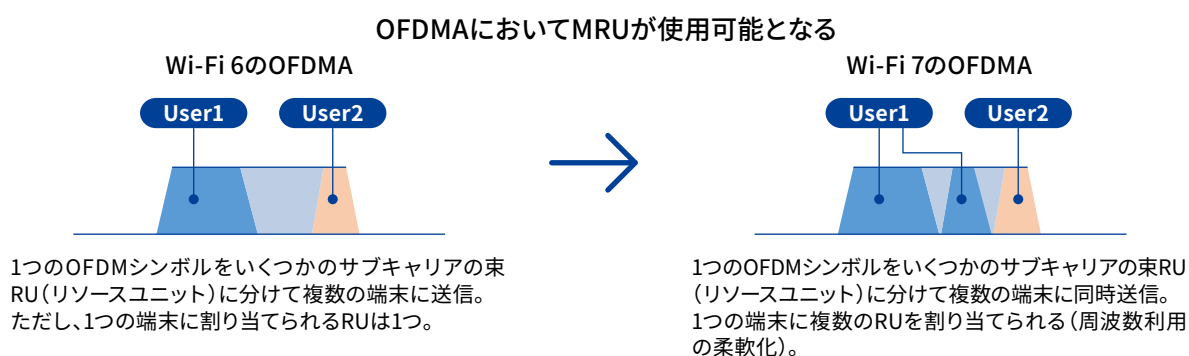 OFDMAにおいてMRUが使用可能となる
Wi-Fi 6のOFDMA
User1
User2
1つのOFDMシンボルをいくつかのサブキャリアの束
RU（リソースユニット）に分けて複数の端末に送信。
ただし、1つの端末に割り当てられるRUは1つ。
Wi-Fi 7のOFDMA
User1
User2
1つのOFDMシンボルをいくつかのサブキャリアの束RU
（リソースユニット）に分けて複数の端末に同時送信。
1つの端末に複数のRUを割り当てられる（周波数利用
の柔軟化）。